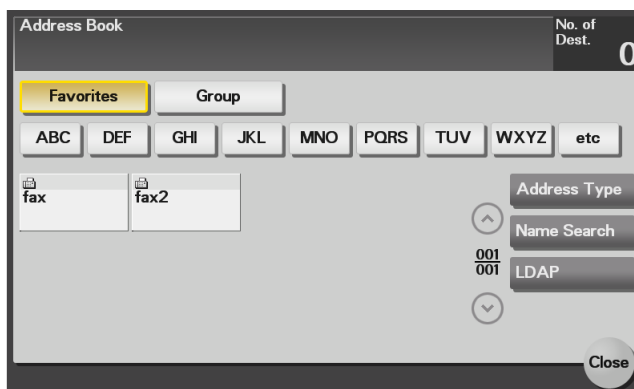 Address Book
No. of
Dest.
0
Favorites
Group
ABC DEF GHI JKL MNO PQRS TUV WXYZ etc
fax fax2
Address Type
Name Search
001
001
LDAP
Close